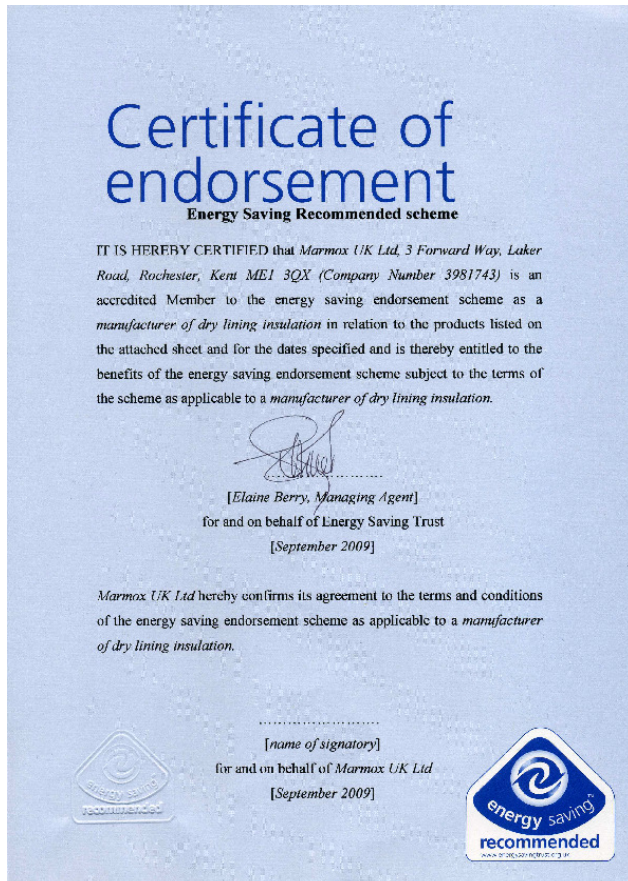 Certificate of
endorsement
Energy Saving Recommended scheme
IT IS HEREBY CERTIFIED that Marmox UK Ltd, 3 Forward Way, Laker
Road, Rochester, Kent ME1 3QX (Company Number 3981743) is an
accredited Member to the energy saving endorsement scheme as a
manufacturer of dry lining insulation in relation to the products listed on
the attached sheet and for the dates specified and is thereby entitled to the
benefits of the energy saving endorsement scheme subject to the terms of
the scheme as applicable to a manufacturer of dry lining insulation.
[Elaine Berry, Managing Agent]
for and on behalf of Energy Saving Trust
[September 2009]
Marmox UK Ltd hereby confirms its agreement to the terms and conditions
of the energy saving endorsement scheme as applicable to a manufacturer
of dry lining insulation.
........................
[name of signatory]
for and on behalf of Marmox UK Ltd
[September 2009]
energy saving
recommended
energy saving™
recommended
www.energysavingtrust.org.uk